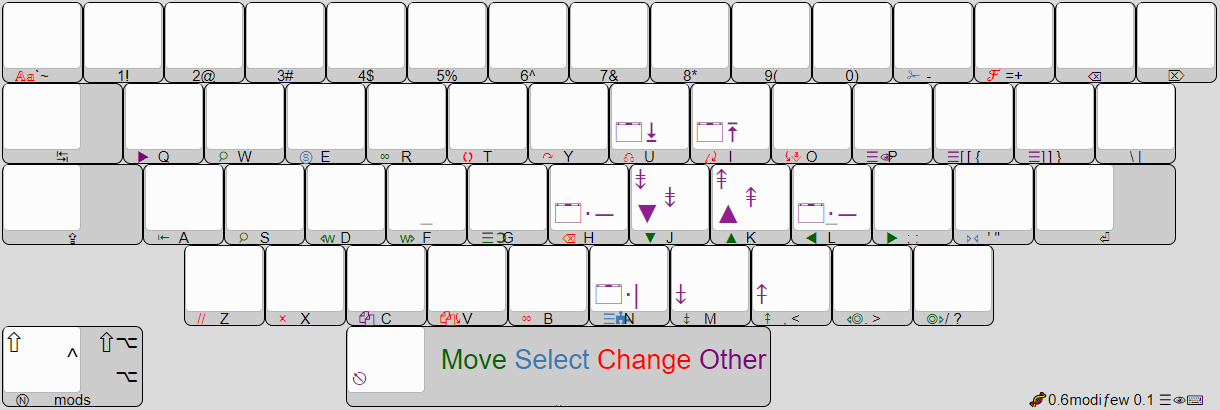 Aa`~ 1! 2@ 3# 4$ 5% 6^ 7& 8* 9( 0) - F =+
Q W E R T Y U I O P [ [ { ] ] } \ |
A S D F G H J K L : ' "
Z X C V B N M . < . > / ?
^
Move Select Change Other
N mods
0.6modifew 0.1